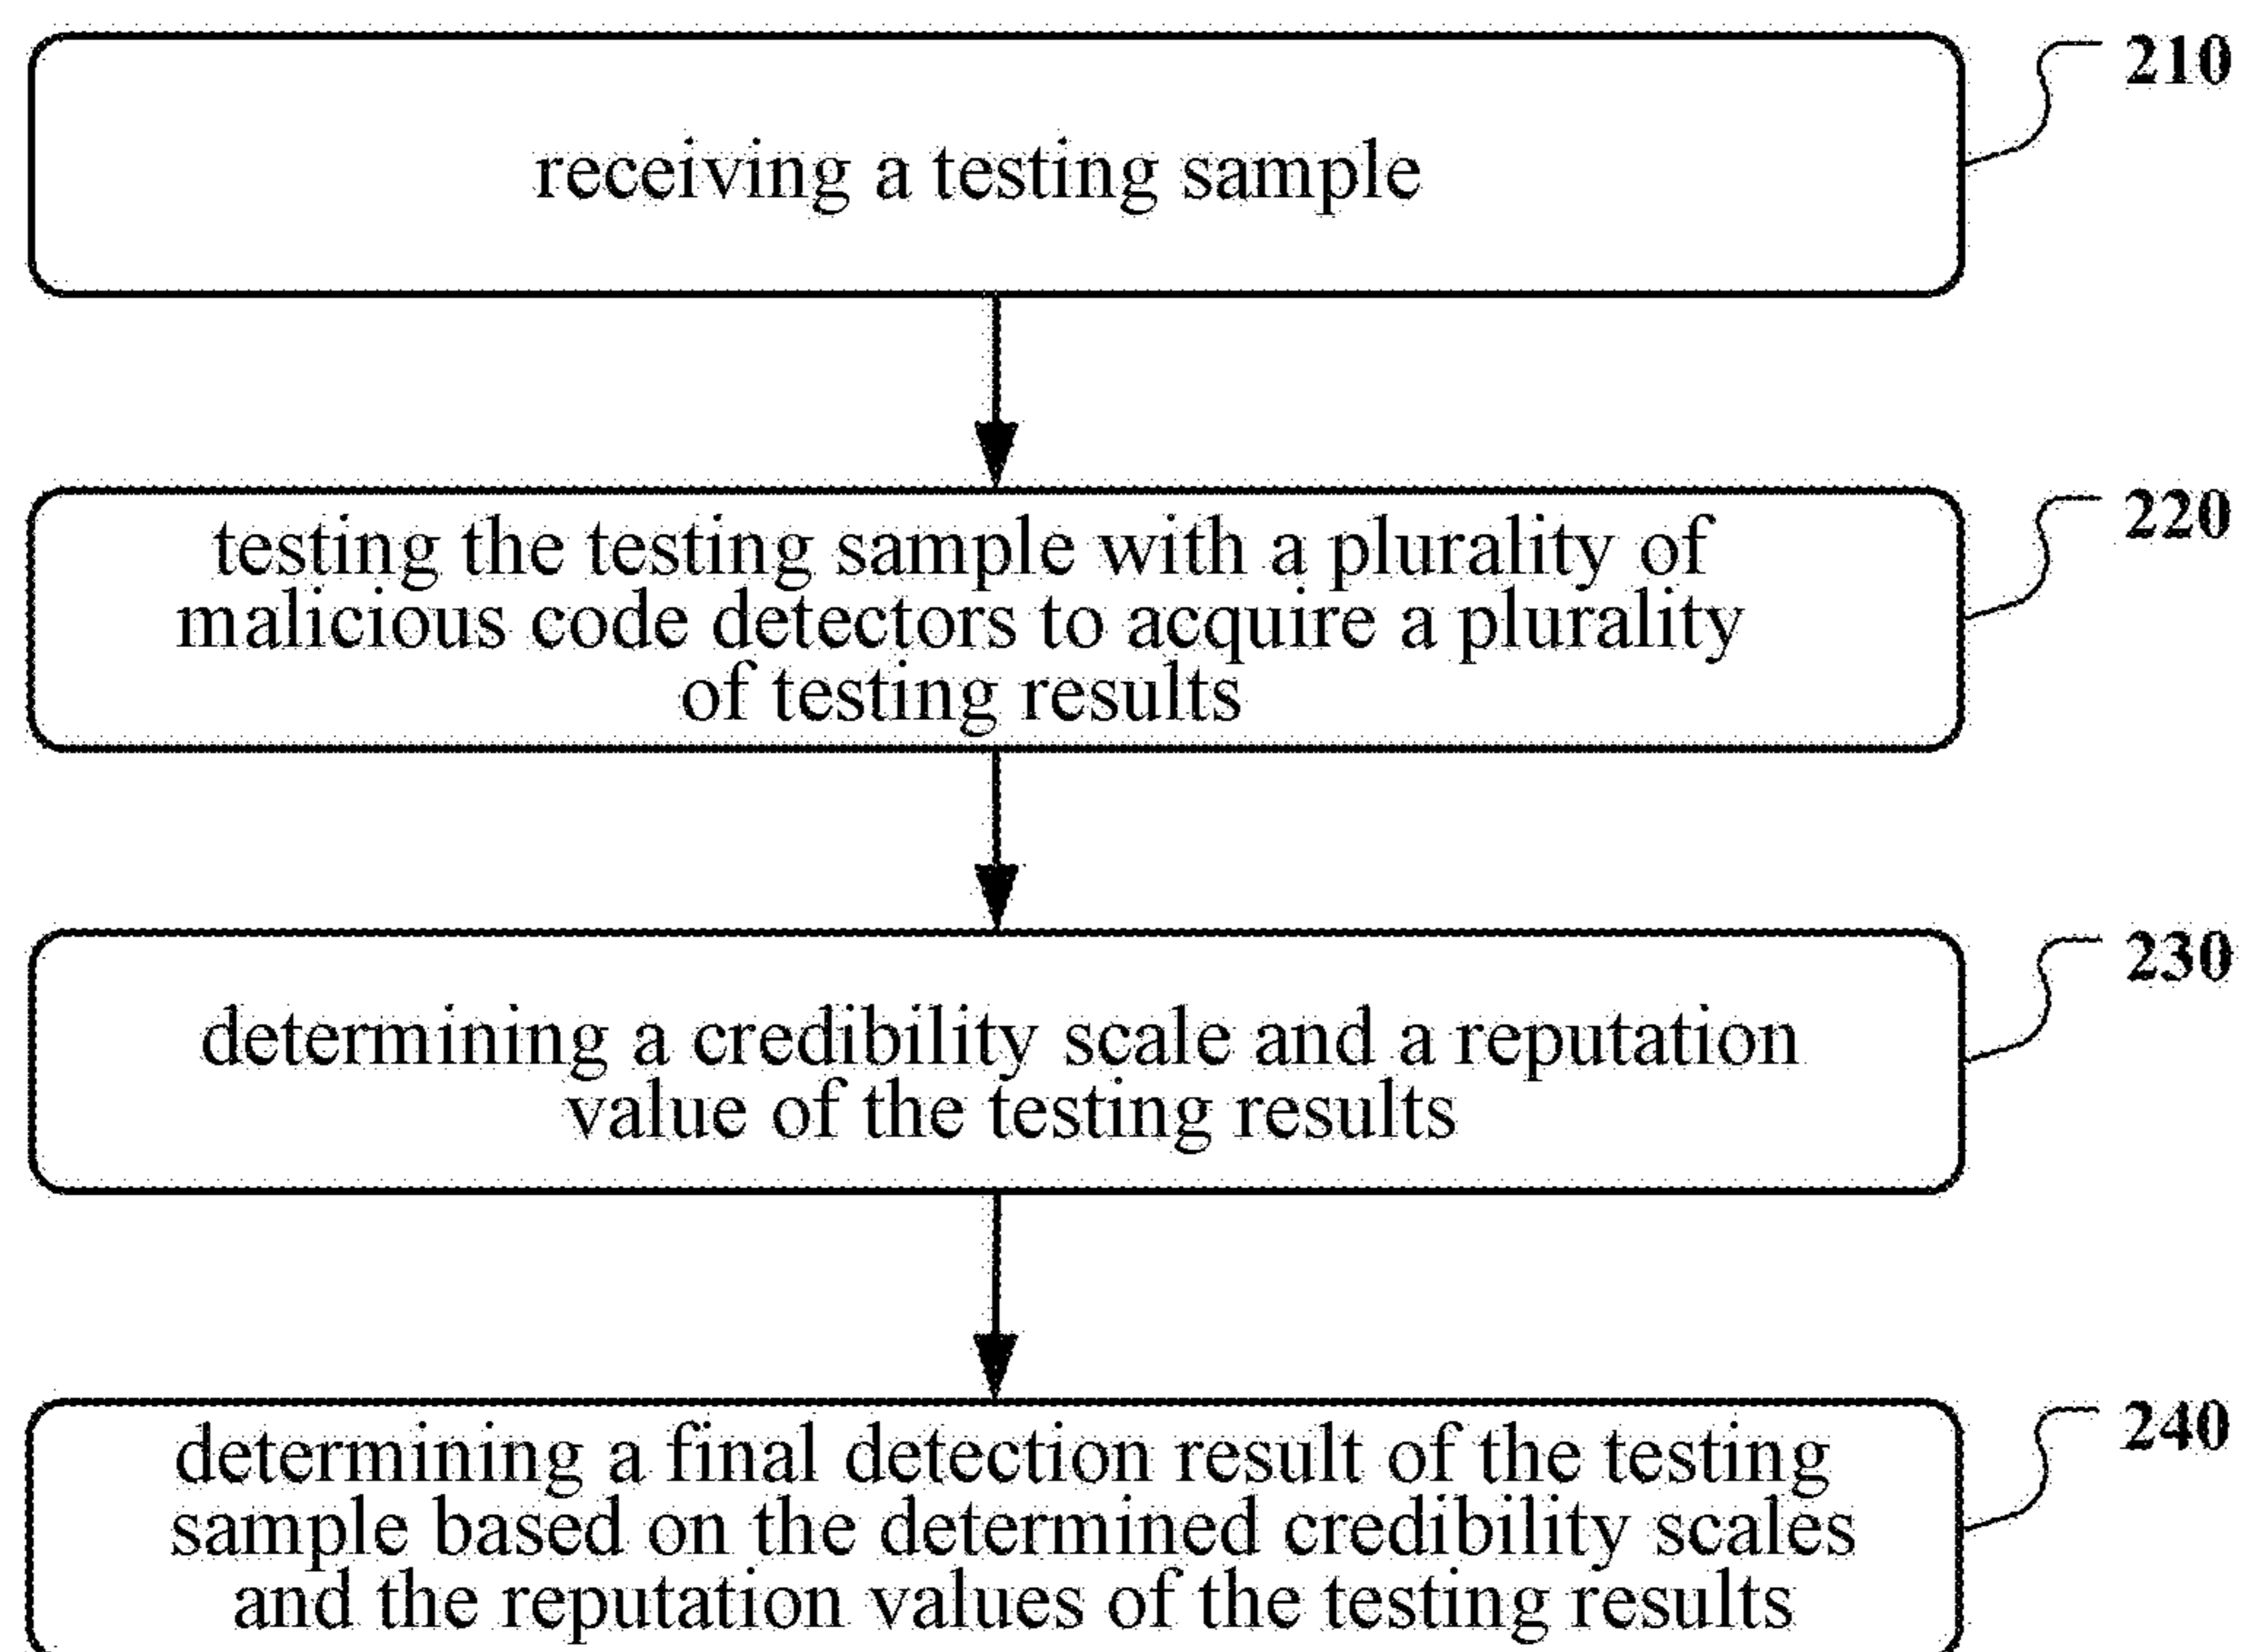 210
receiving a testing sample
220
testing the testing sample with a plurality of
malicious code detectors to acquire a plurality
of testing results
230
determining a credibility scale and a reputation
value of the testing results
240
determining a final detection result of the testing
sample based on the determined credibility scales
and the reputation values of the testing results